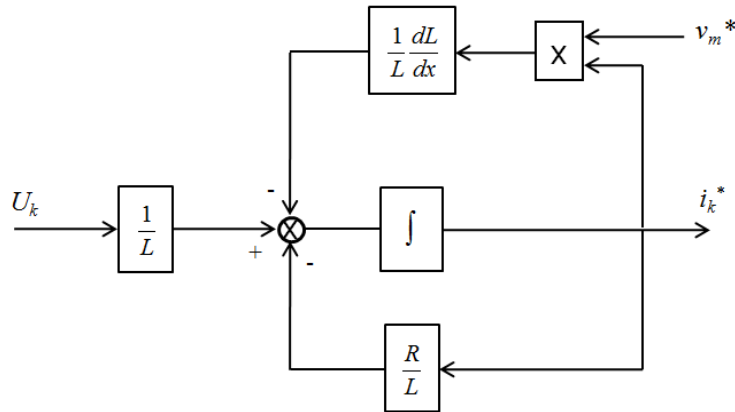 1/L dL/dx
X
v_m*
-
U_k
1/L
+
-
∫
i_k*
R/L